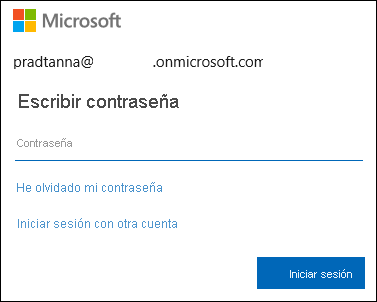 Microsoft
pradtanna@ .onmicrosoft.com
Escribir contraseña
Contraseña
He olvidado mi contraseña
Iniciar sesión con otra cuenta
Iniciar sesión